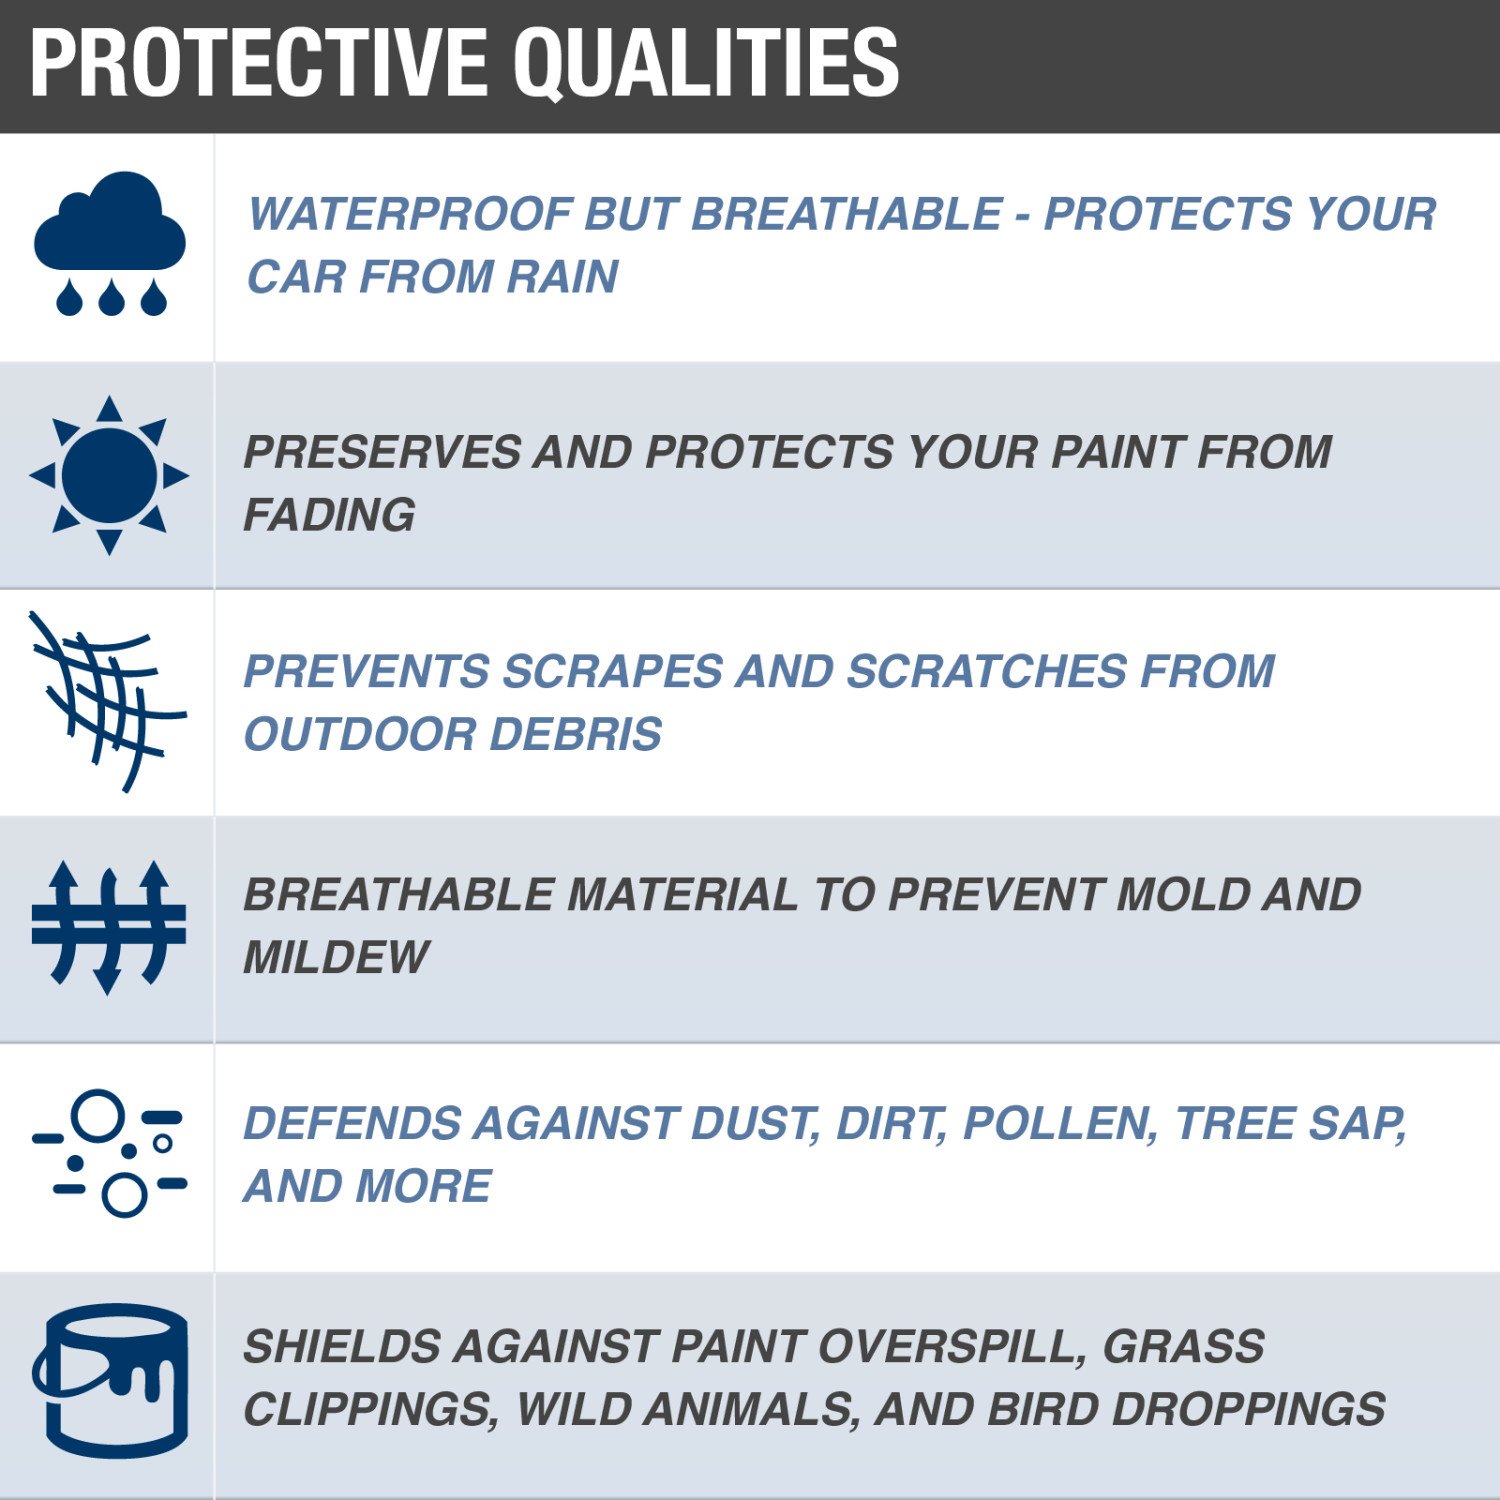 PROTECTIVE QUALITIES
WATERPROOF BUT BREATHABLE - PROTECTS YOUR
CAR FROM RAIN
PRESERVES AND PROTECTS YOUR PAINT FROM
FADING
PREVENTS SCRAPES AND SCRATCHES FROM
OUTDOOR DEBRIS
BREATHABLE MATERIAL TO PREVENT MOLD AND
MILDEW
DEFENDS AGAINST DUST, DIRT, POLLEN, TREE SAP,
AND MORE
SHIELDS AGAINST PAINT OVERSPILL, GRASS
CLIPPINGS, WILD ANIMALS, AND BIRD DROPPINGS